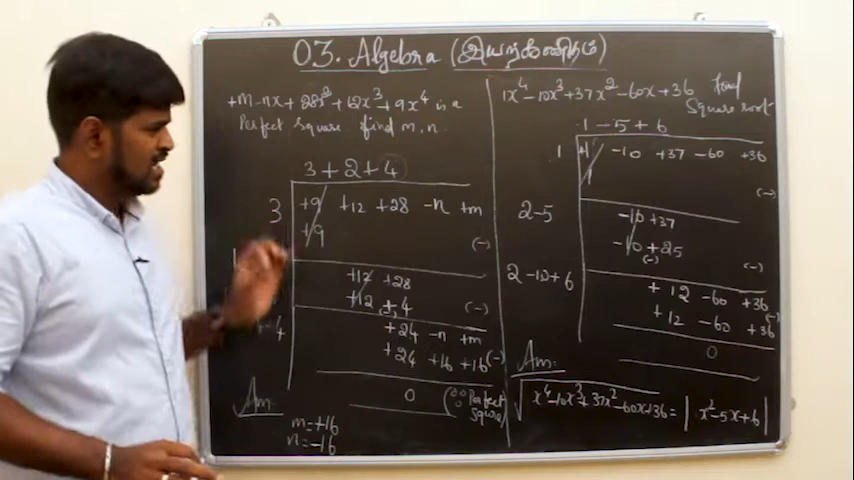 03. Algebra (இயற்கணிதம்)
+m-nx+28x²+12x³+9x⁴ is a
Perfect square find m, n.
3+2+4
3 +9 +12 +28 -n +m
+9 (-)
+12 +28
+12 +4 (-)
(-)
-4 +24 -n +m
+24 +16 +16 (-)
0 (∵ Perfect
Square)
Ans:
m=+16
n=-16
1x⁴-10x³+37x²-60x+36 find
Square root
1-5+6
1 +1 -10 +37 -60 +36
1 (-)
2-5 -10 +37
-10 +25
(-) (-)
2-10+6 +12 -60 +36
+12 -60 +36 (-)
0
Ans:
√x⁴-10x³+37x²-60x+36 = |x²-5x+6|